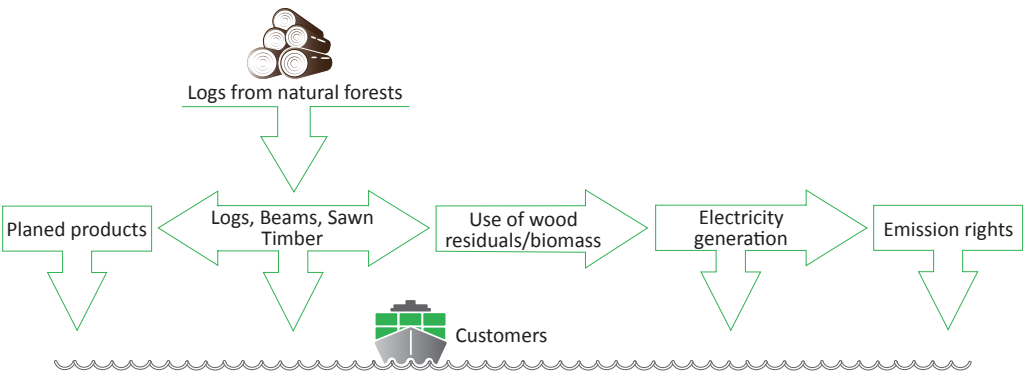 Logs from natural forests
Planed products
Logs, Beams, Sawn
Timber
Use of wood
residuals/biomass
Electricity
generation
Emission rights
Customers